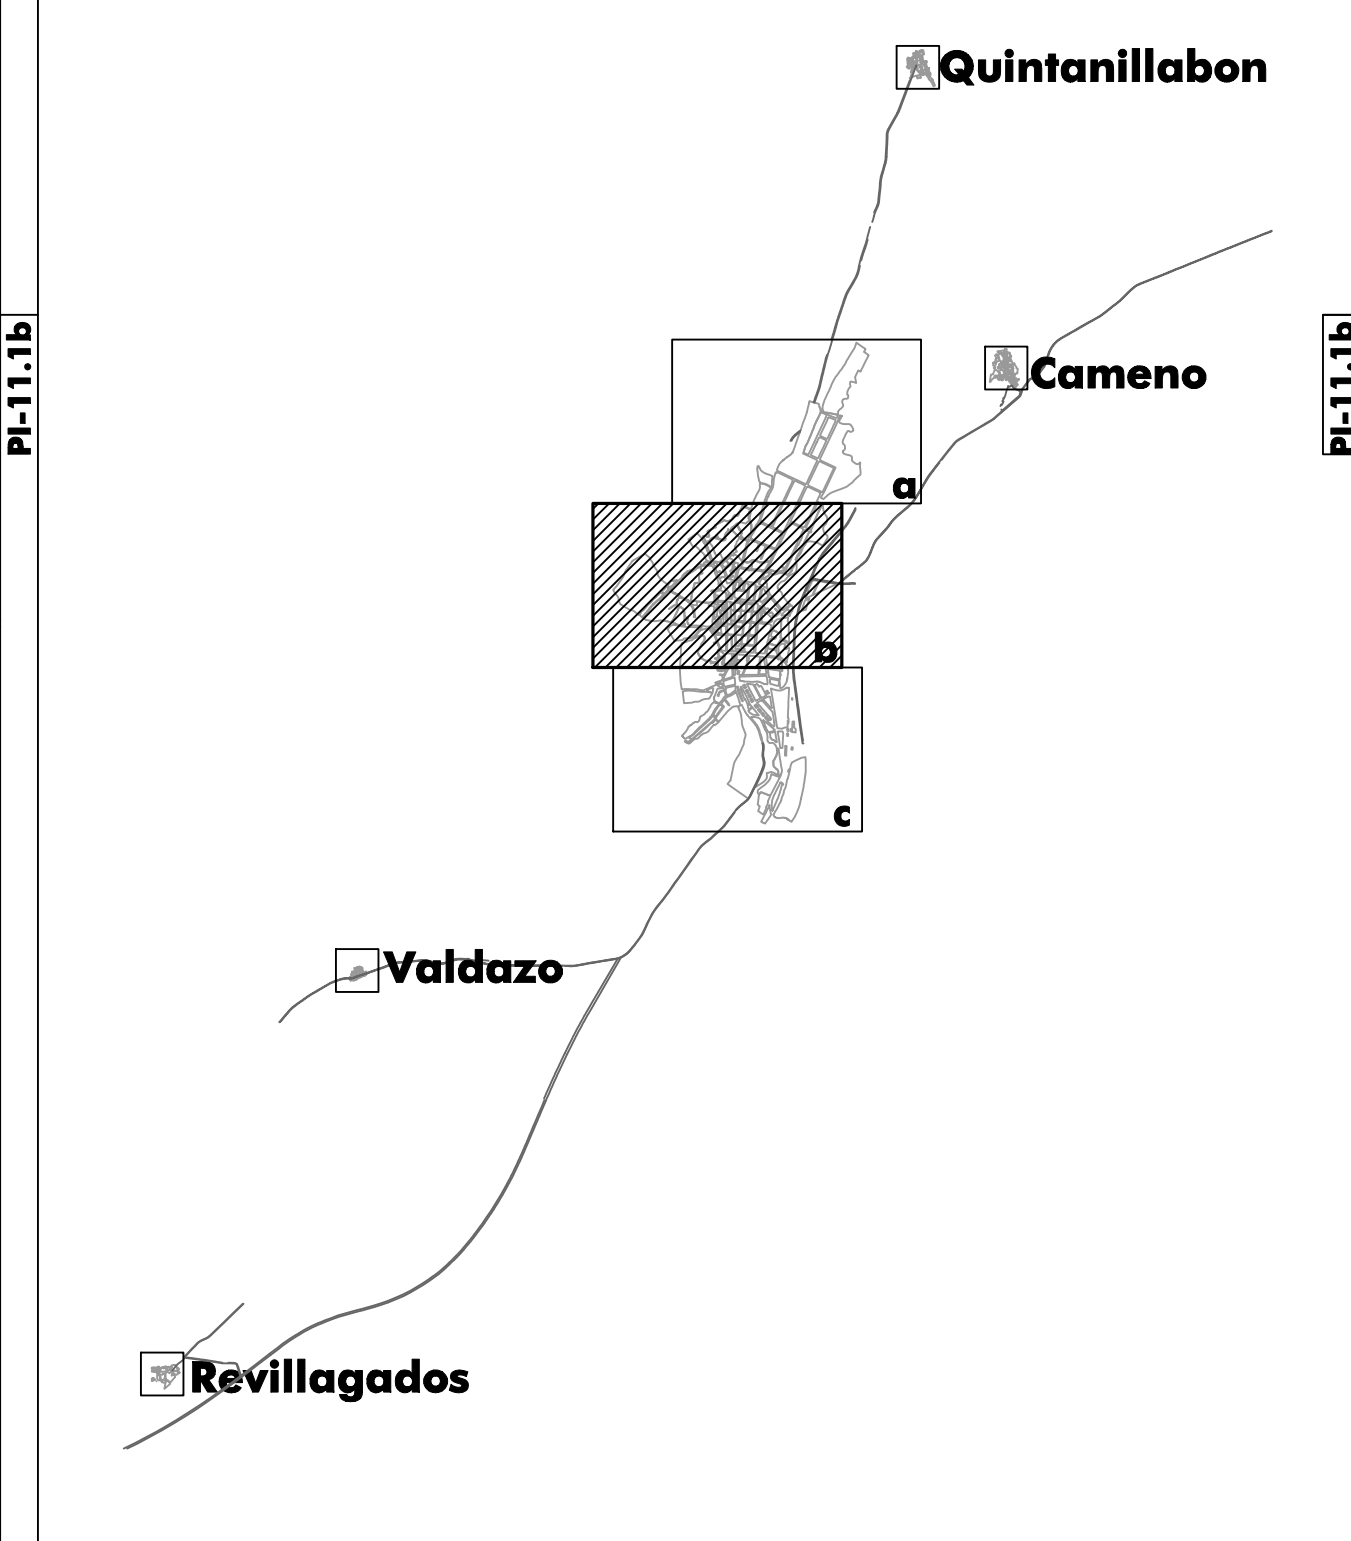 Quintanillabon
PI-11.1b
PI-11.1b
Cameno
a
b
c
Valdazo
Revillagados